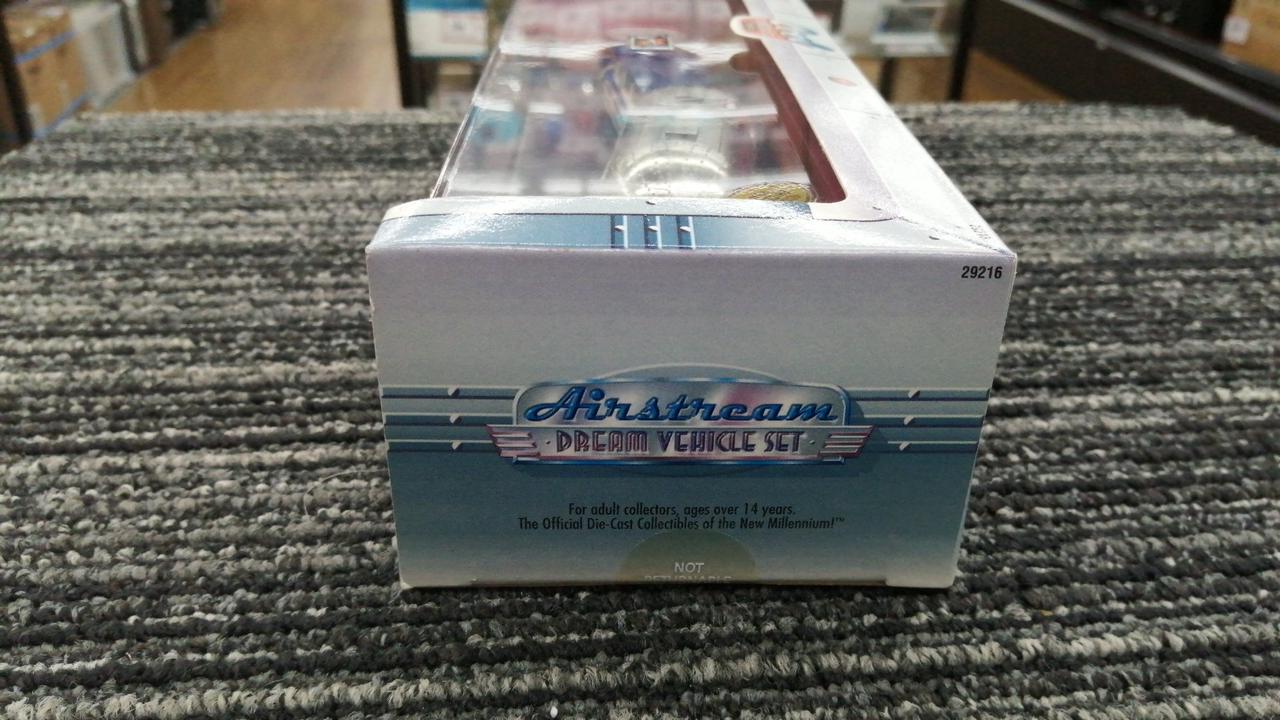 29216
Airstream
DREAM VEHICLE SET
For adult collectors, ages over 14 years.
The Official Die-Cast Collectibles of the New Millennium!™
NOT
RETURNABLE